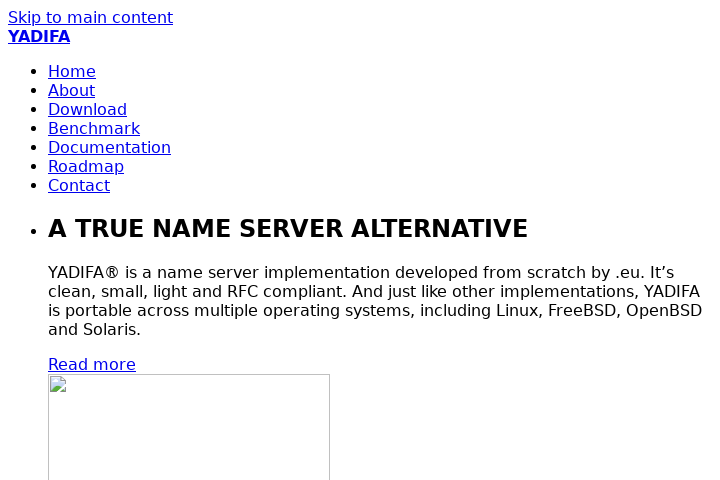 Skip to main content
YADIFA
Home
About
Download
Benchmark
Documentation
Roadmap
Contact
A TRUE NAME SERVER ALTERNATIVE
YADIFA® is a name server implementation developed from scratch by .eu. It’s
clean, small, light and RFC compliant. And just like other implementations, YADIFA
is portable across multiple operating systems, including Linux, FreeBSD, OpenBSD
and Solaris.
Read more